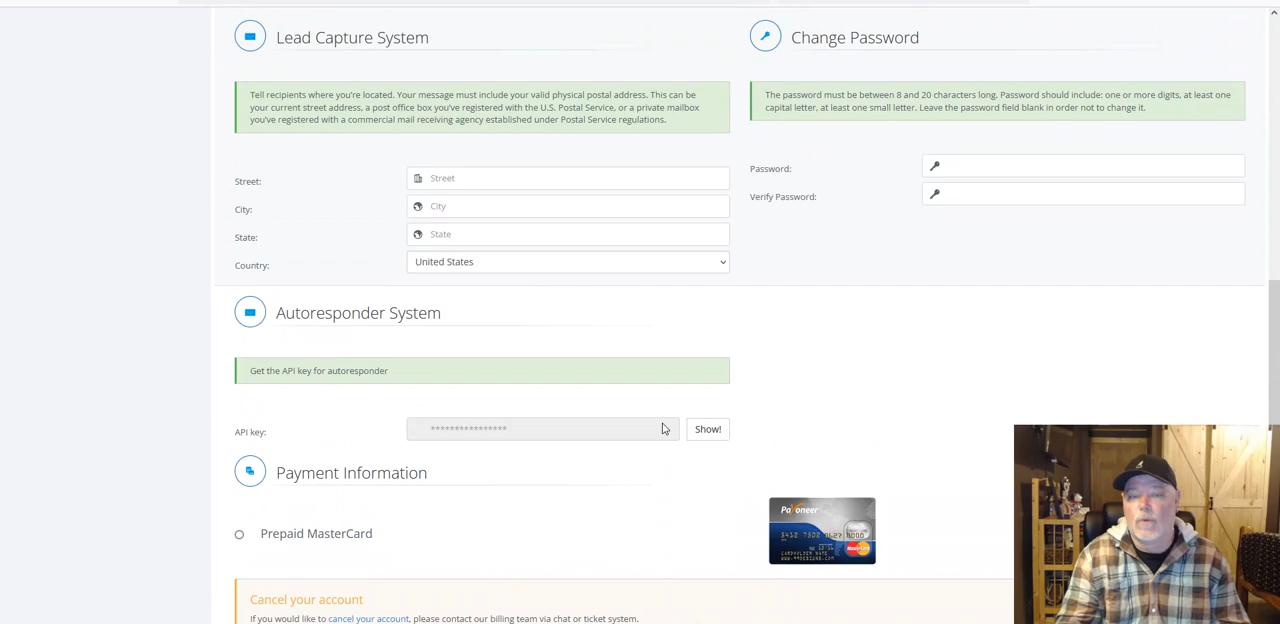 Lead Capture System
Change Password
Tell recipients where you're located. Your message must include your valid physical postal address. This can be
your current street address, a post office box you've registered with the U.S. Postal Service, or a private mailbox
you've registered with a commercial mail receiving agency established under Postal Service regulations.
The password must be between 8 and 20 characters long. Password should include: one or more digits, at least one
capital letter, at least one small letter. Leave the password field blank in order not to change it.
Street:
Street
City:
City
State:
State
Country:
United States
Password:
Verify Password:
Autoresponder System
Get the API key for autoresponder
API key:
****************
Show!
Payment Information
Prepaid MasterCard
Payoneer
MasterCard
Cancel your account
If you would like to cancel your account, please contact our billing team via chat or ticket system.